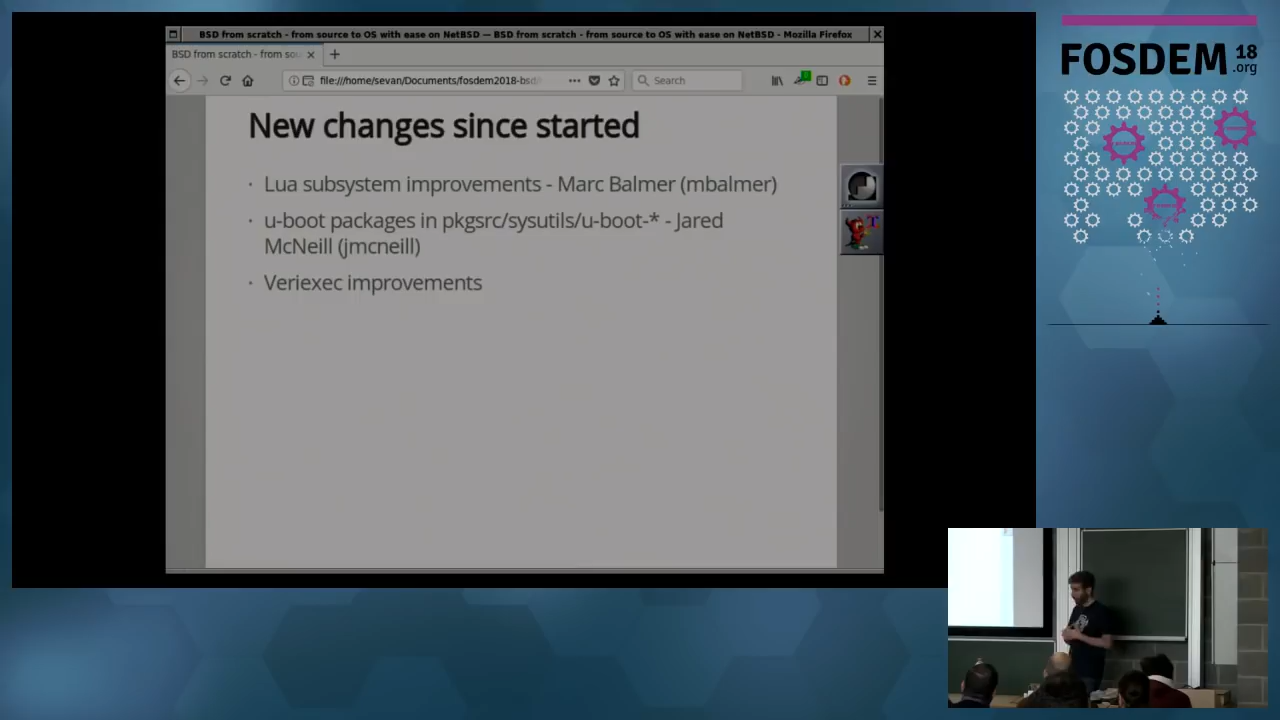 BSD from scratch - from source to OS with ease on NetBSD — BSD from scratch - from source to OS with ease on NetBSD - Mozilla Firefox
BSD from scratch - from sou
file:///home/sevan/Documents/fosdem2018-bsd
Search
New changes since started
· Lua subsystem improvements - Marc Balmer (mbalmer)
· u-boot packages in pkgsrc/sysutils/u-boot-* - Jared
McNeill (jmcneill)
· Veriexec improvements
FOSDEM 18
.org